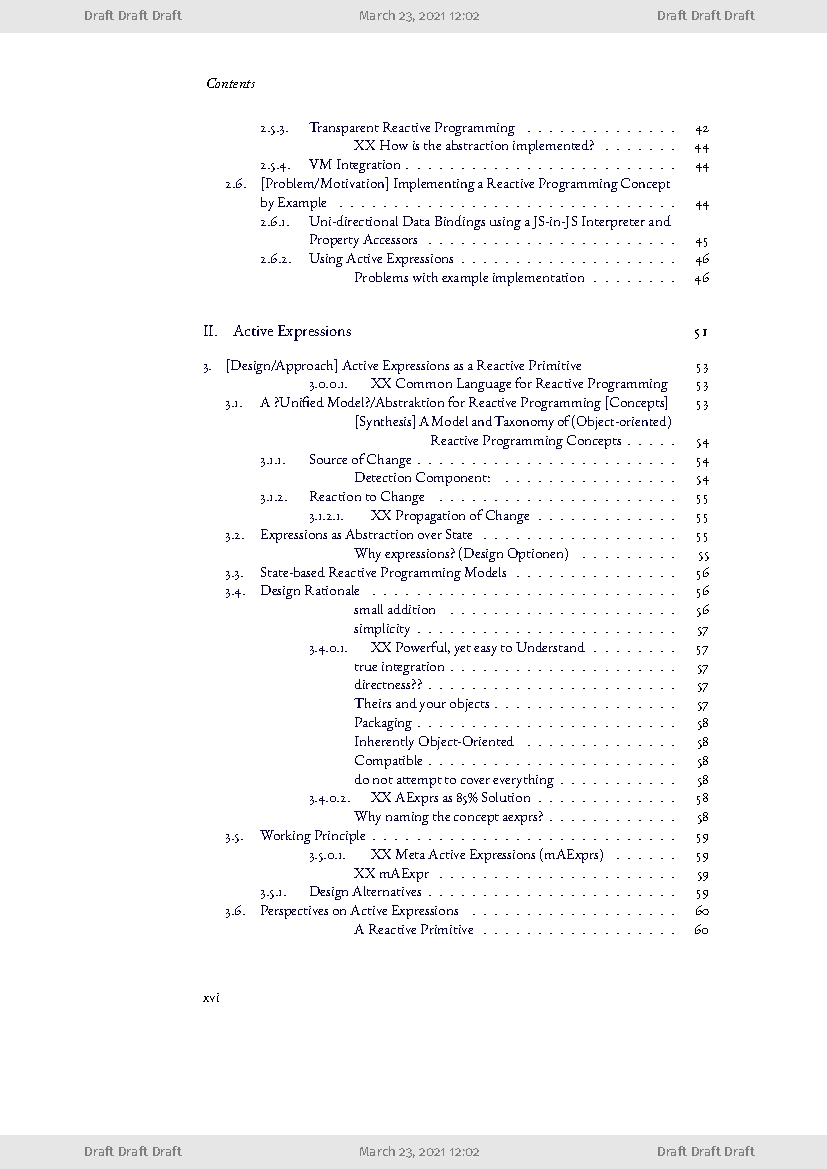 Draft Draft Draft March 23, 2021 12:02 Draft Draft Draft
Contents
2.5.3. Transparent Reactive Programming . . . . . . . . . . . . . . 42
XX How is the abstraction implemented? . . . . . . . 44
2.5.4. VM Integration . . . . . . . . . . . . . . . . . . . . . . . . . 44
2.6. [Problem/Motivation] Implementing a Reactive Programming Concept
by Example . . . . . . . . . . . . . . . . . . . . . . . . . . . . . . . 44
2.6.1. Uni-directional Data Bindings using a JS-in-JS Interpreter and
Property Accessors . . . . . . . . . . . . . . . . . . . . . . . 45
2.6.2. Using Active Expressions . . . . . . . . . . . . . . . . . . . . 46
Problems with example implementation . . . . . . . . 46
II. Active Expressions 51
3. [Design/Approach] Active Expressions as a Reactive Primitive 53
3.0.0.1. XX Common Language for Reactive Programming 53
3.1. A ?Unified Model?/Abstraktion for Reactive Programming [Concepts] 53
[Synthesis] A Model and Taxonomy of (Object-oriented)
Reactive Programming Concepts . . . . . 54
3.1.1. Source of Change . . . . . . . . . . . . . . . . . . . . . . . . 54
Detection Component: . . . . . . . . . . . . . . . . 54
3.1.2. Reaction to Change . . . . . . . . . . . . . . . . . . . . . . 55
3.1.2.1. XX Propagation of Change . . . . . . . . . . . . . 55
3.2. Expressions as Abstraction over State . . . . . . . . . . . . . . . . . . 55
Why expressions? (Design Optionen) . . . . . . . . . 55
3.3. State-based Reactive Programming Models . . . . . . . . . . . . . . . 56
3.4. Design Rationale . . . . . . . . . . . . . . . . . . . . . . . . . . . . 56
small addition . . . . . . . . . . . . . . . . . . . . . 56
simplicity . . . . . . . . . . . . . . . . . . . . . . . . 57
3.4.0.1. XX Powerful, yet easy to Understand . . . . . . . . 57
true integration . . . . . . . . . . . . . . . . . . . . . 57
directness?? . . . . . . . . . . . . . . . . . . . . . . . 57
Theirs and your objects . . . . . . . . . . . . . . . . . 57
Packaging . . . . . . . . . . . . . . . . . . . . . . . . 58
Inherently Object-Oriented . . . . . . . . . . . . . . 58
Compatible . . . . . . . . . . . . . . . . . . . . . . . 58
do not attempt to cover everything . . . . . . . . . . . 58
3.4.0.2. XX AExprs as 85% Solution . . . . . . . . . . . . . 58
Why naming the concept aexprs? . . . . . . . . . . . . 58
3.5. Working Principle . . . . . . . . . . . . . . . . . . . . . . . . . . . . 59
3.5.0.1. XX Meta Active Expressions (mAExprs) . . . . . . 59
XX mAExpr . . . . . . . . . . . . . . . . . . . . . . 59
3.5.1. Design Alternatives . . . . . . . . . . . . . . . . . . . . . . . 59
3.6. Perspectives on Active Expressions . . . . . . . . . . . . . . . . . . . 60
A Reactive Primitive . . . . . . . . . . . . . . . . . . 60
xvi
Draft Draft Draft March 23, 2021 12:02 Draft Draft Draft